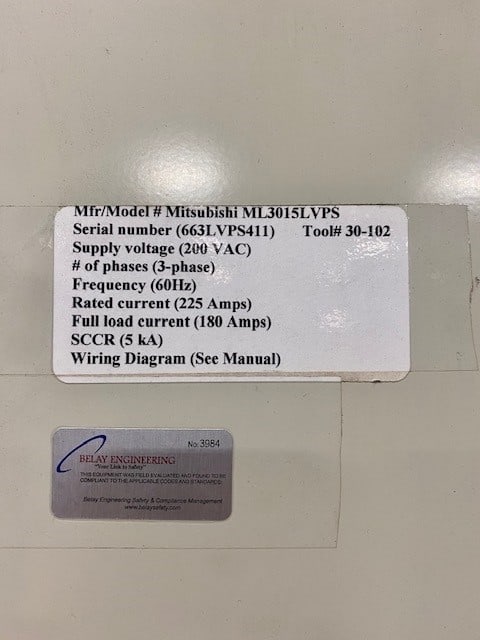 Mfr/Model # Mitsubishi ML3015LVPS
Serial number (663LVPS411) Tool# 30-102
Supply voltage (200 VAC)
# of phases (3-phase)
Frequency (60Hz)
Rated current (225 Amps)
Full load current (180 Amps)
SCCR (5 kA)
Wiring Diagram (See Manual)
No. 3984
BELAY ENGINEERING
"Your Link to Safety"
THIS EQUIPMENT WAS FIELD EVALUATED AND FOUND TO BE
COMPLIANT TO THE APPLICABLE CODES AND STANDARDS.
Belay Engineering Safety & Compliance Management
www.belaysafety.com